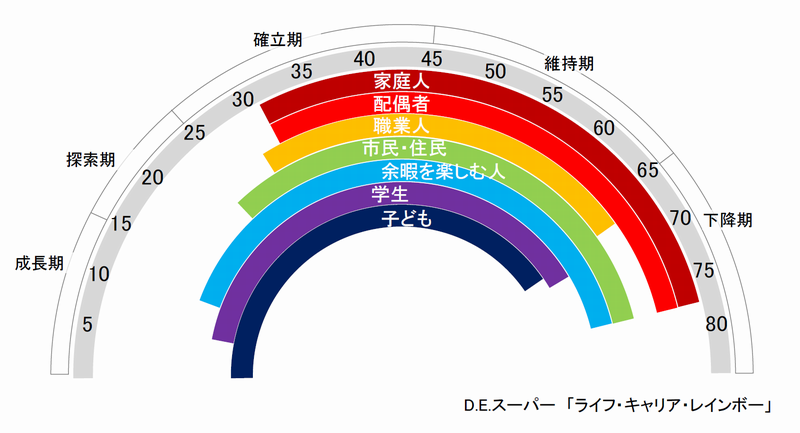 確立期
維持期
探索期
下降期
成長期
5
10
15
20
25
30
35
40
45
50
55
60
65
70
75
80
家庭人
配偶者
職業人
市民・住民
余暇を楽しむ人
学生
子ども
D.E.スーパー 「ライフ・キャリア・レインボー」